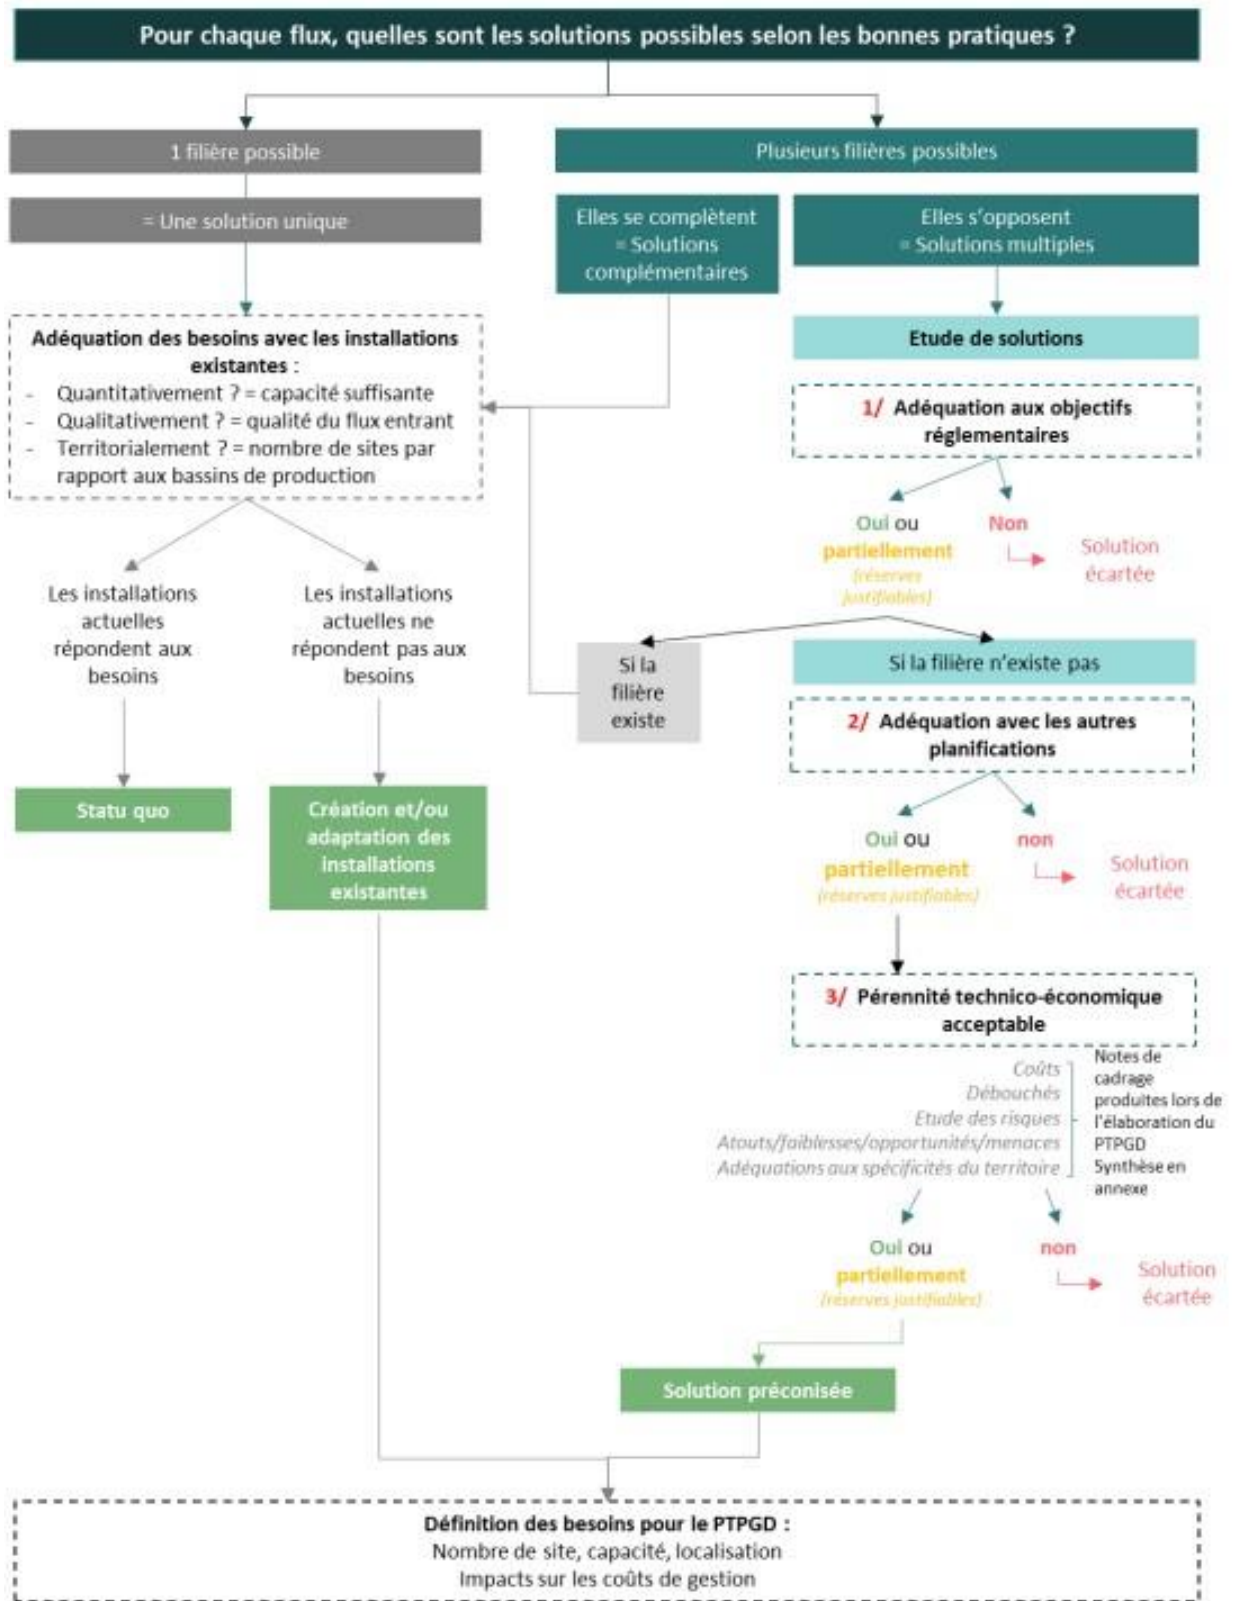 Pour chaque flux, quelles sont les solutions possibles selon les bonnes pratiques ?
1 filière possible
= Une solution unique
Plusieurs filières possibles
Elles se complètent
= Solutions
complémentaires
Elles s'opposent
= Solutions multiples
Adéquation des besoins avec les installations
existantes :
- Quantitativement ? = capacité suffisante
- Qualitativement ? = qualité du flux entrant
- Territorialement ? = nombre de sites par
rapport aux bassins de production
Etude de solutions
1/ Adéquation aux objectifs
réglementaires
Oui ou
partiellement
(réserves
justifiables)
Non
Solution
écartée
Les installations
actuelles
répondent aux
besoins
Les installations
actuelles ne
répondent pas aux
besoins
Si la
filière
existe
Si la filière n'existe pas
2/ Adéquation avec les autres
planifications
Statu quo
Création et/ou
adaptation des
installations
existantes
Oui ou
partiellement
(réserves justifiables)
non
Solution
écartée
3/ Pérennité technico-économique
acceptable
Coûts
Débouchés
Etude des risques
Atouts/faiblesses/opportunités/menaces
Adéquations aux spécificités du territoire
Notes de
cadrage
produites lors de
l'élaboration du
PTPGD
Synthèse en
annexe
Oui ou
partiellement
(réserves justifiables)
non
Solution
écartée
Solution préconisée
Définition des besoins pour le PTPGD :
Nombre de site, capacité, localisation
Impacts sur les coûts de gestion